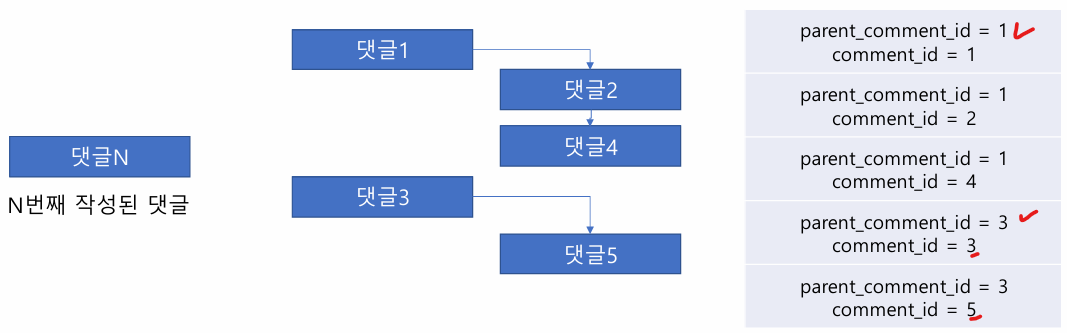 댓글N
N번째 작성된 댓글
댓글1
댓글2
댓글4
댓글3
댓글5
parent_comment_id = 1
comment_id = 1
parent_comment_id = 1
comment_id = 2
parent_comment_id = 1
comment_id = 4
parent_comment_id = 3
comment_id = 3
parent_comment_id = 3
comment_id = 5